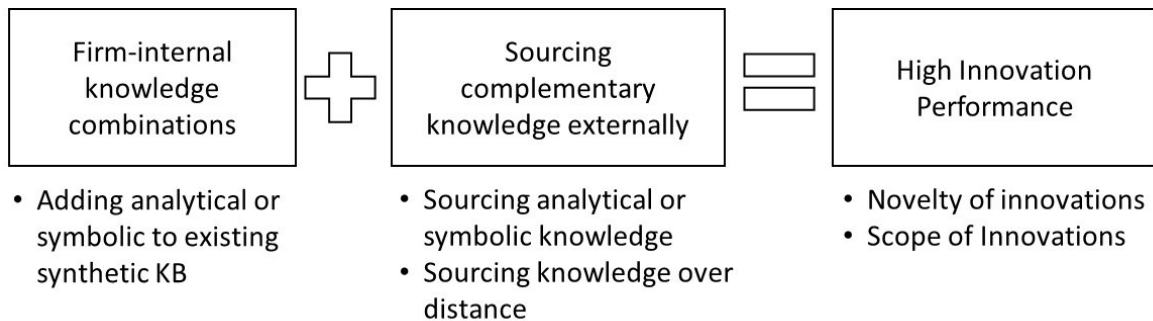 Firm-internal
knowledge
combinations
Sourcing
complementary
knowledge externally
High Innovation
Performance
• Adding analytical or
symbolic to existing
synthetic KB
• Sourcing analytical or
symbolic knowledge
• Sourcing knowledge over
distance
• Novelty of innovations
• Scope of Innovations